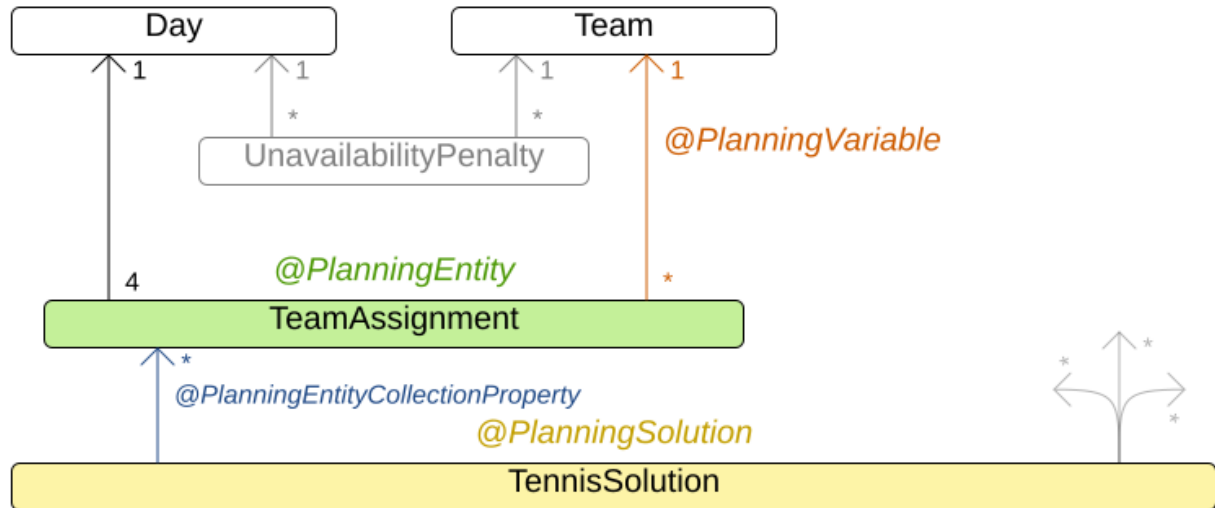 Day Team
1 1 1 1
* *
@PlanningVariable
UnavailabilityPenalty
@PlanningEntity
4 *
TeamAssignment
* * *
@PlanningEntityCollectionProperty
*
@PlanningSolution
TennisSolution